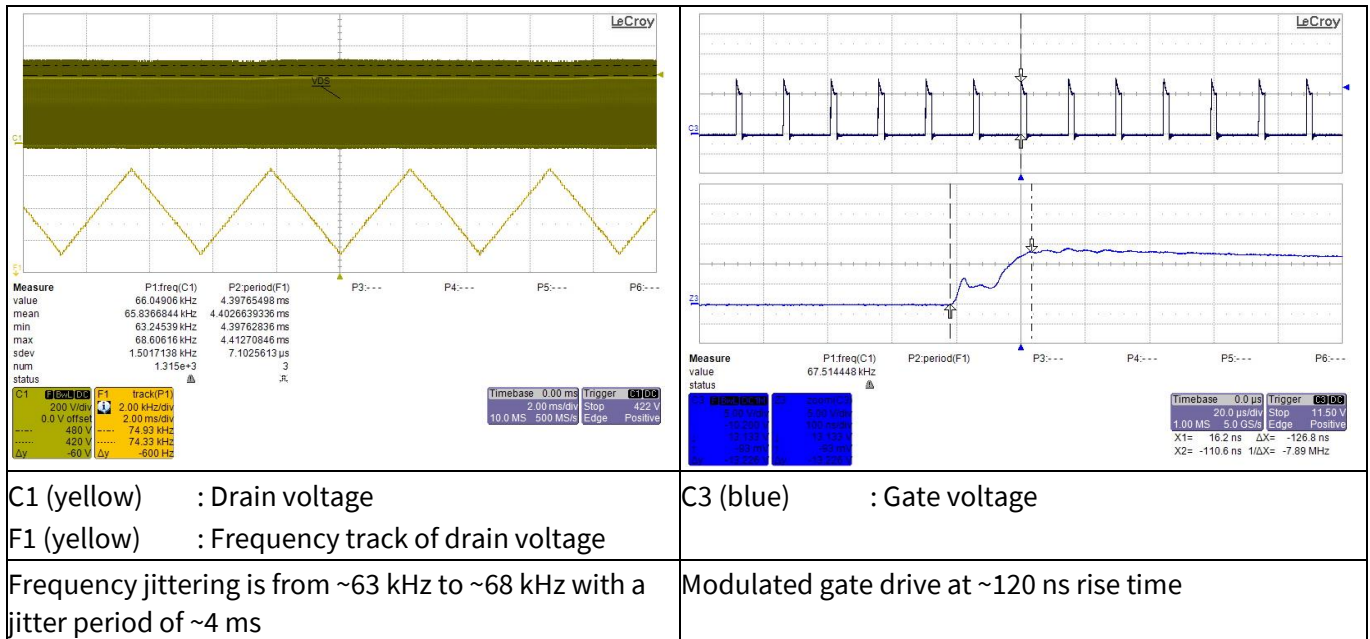 LeCroy
VDS
C1
F1
Measure P1:freq(C1) P2:period(F1) P3:- - - P4:- - - P5:- - - P6:- - -
value 66.04906 kHz 4.39765498 ms
mean 65.8366844 kHz 4.4026639336 ms
min 63.24539 kHz 4.39762836 ms
max 68.60616 kHz 4.41270846 ms
sdev 1.5017138 kHz 7.1025613 µs
num 1.315e+3 3
status
C1 F BwL DC F1 track(P1)
200 V/div 2.00 kHz/div
0.0 V offset 2.00 ms/div
480 V 74.93 kHz
420 V 74.33 kHz
Δy -60 V Δy -600 Hz
Timebase 0.00 ms Trigger C1 DC
2.00 ms/div Stop 422 V
10.0 MS 500 MS/s Edge Positive
LeCroy
C3
Z3
Measure P1:freq(C1) P2:period(F1) P3:- - - P4:- - - P5:- - - P6:- - -
value 67.514448 kHz
status
Timebase 0.0 µs Trigger C3 DC
20.0 µs/div Stop 11.50 V
1.00 MS 5.0 GS/s Edge Positive
X1= 16.2 ns ΔX= -126.8 ns
X2= -110.6 ns 1/ΔX= -7.89 MHz
C1 (yellow) : Drain voltage
F1 (yellow) : Frequency track of drain voltage
C3 (blue) : Gate voltage
Frequency jittering is from ~63 kHz to ~68 kHz with a
jitter period of ~4 ms
Modulated gate drive at ~120 ns rise time